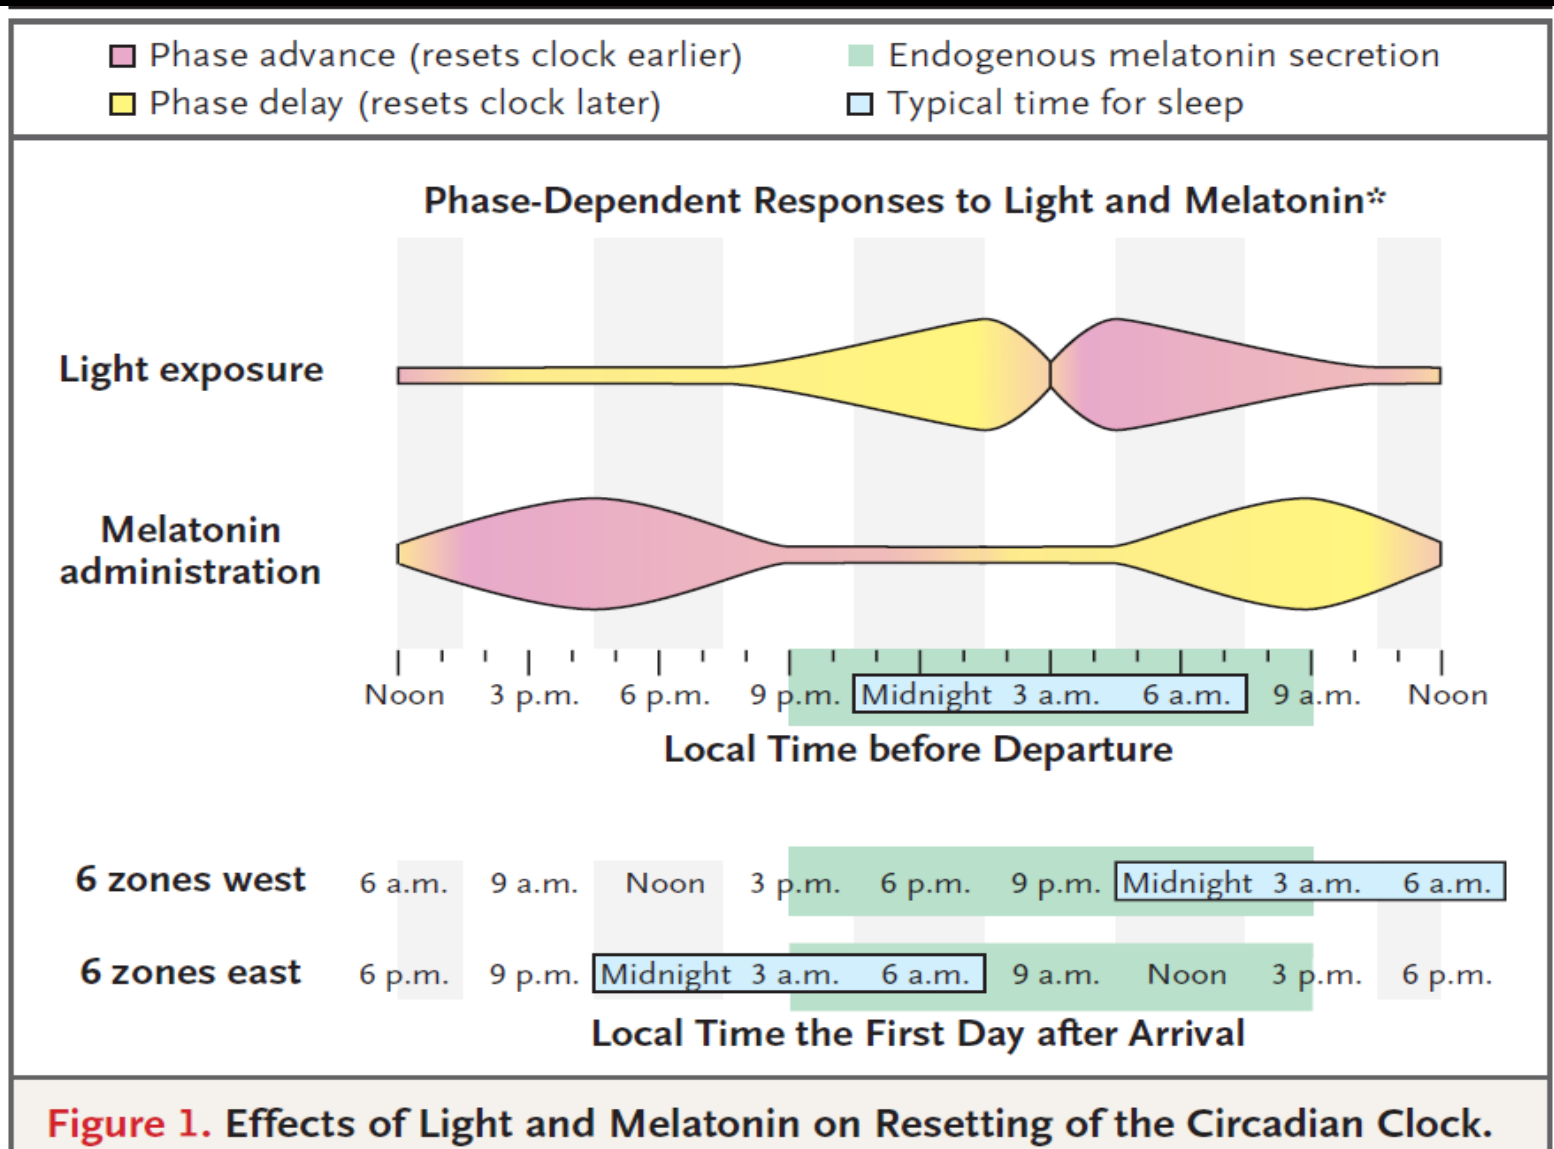 Phase advance (resets clock earlier)
Endogenous melatonin secretion
Phase delay (resets clock later)
Typical time for sleep
Phase-Dependent Responses to Light and Melatonin*
Light exposure
Melatonin
administration
Noon 3 p.m. 6 p.m. 9 p.m. Midnight 3 a.m. 6 a.m. 9 a.m. Noon
Local Time before Departure
6 zones west 6 a.m. 9 a.m. Noon 3 p.m. 6 p.m. 9 p.m. Midnight 3 a.m. 6 a.m.
6 zones east 6 p.m. 9 p.m. Midnight 3 a.m. 6 a.m. 9 a.m. Noon 3 p.m. 6 p.m.
Local Time the First Day after Arrival
Figure 1. Effects of Light and Melatonin on Resetting of the Circadian Clock.